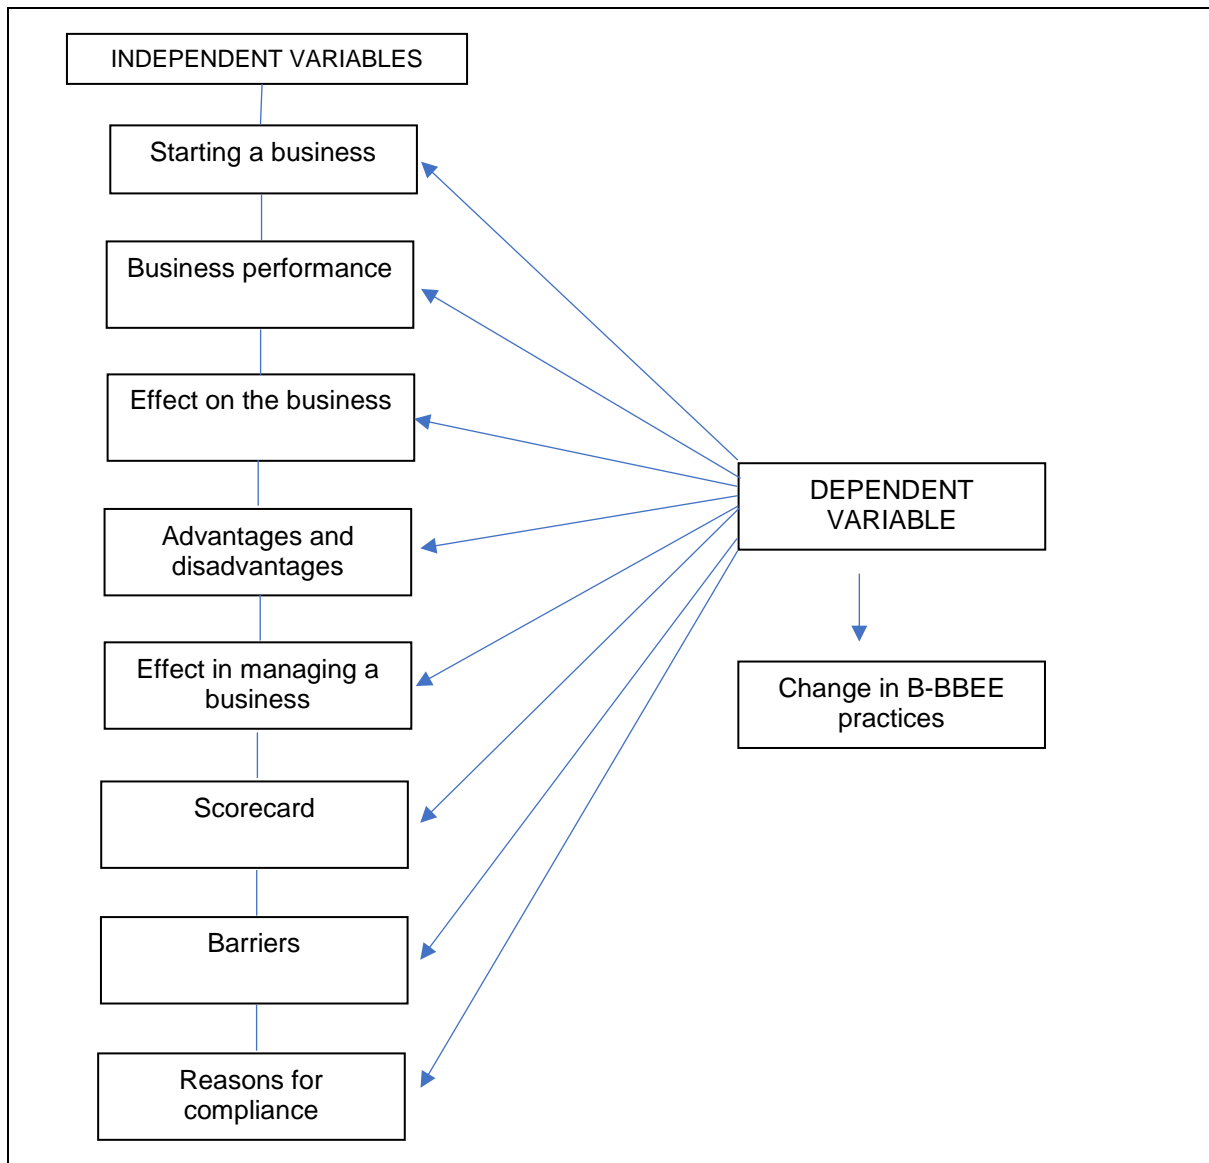 INDEPENDENT VARIABLES
Starting a business
Business performance
Effect on the business
Advantages and
disadvantages
Effect in managing a
business
Scorecard
Barriers
Reasons for
compliance
DEPENDENT
VARIABLE
Change in B-BBEE
practices